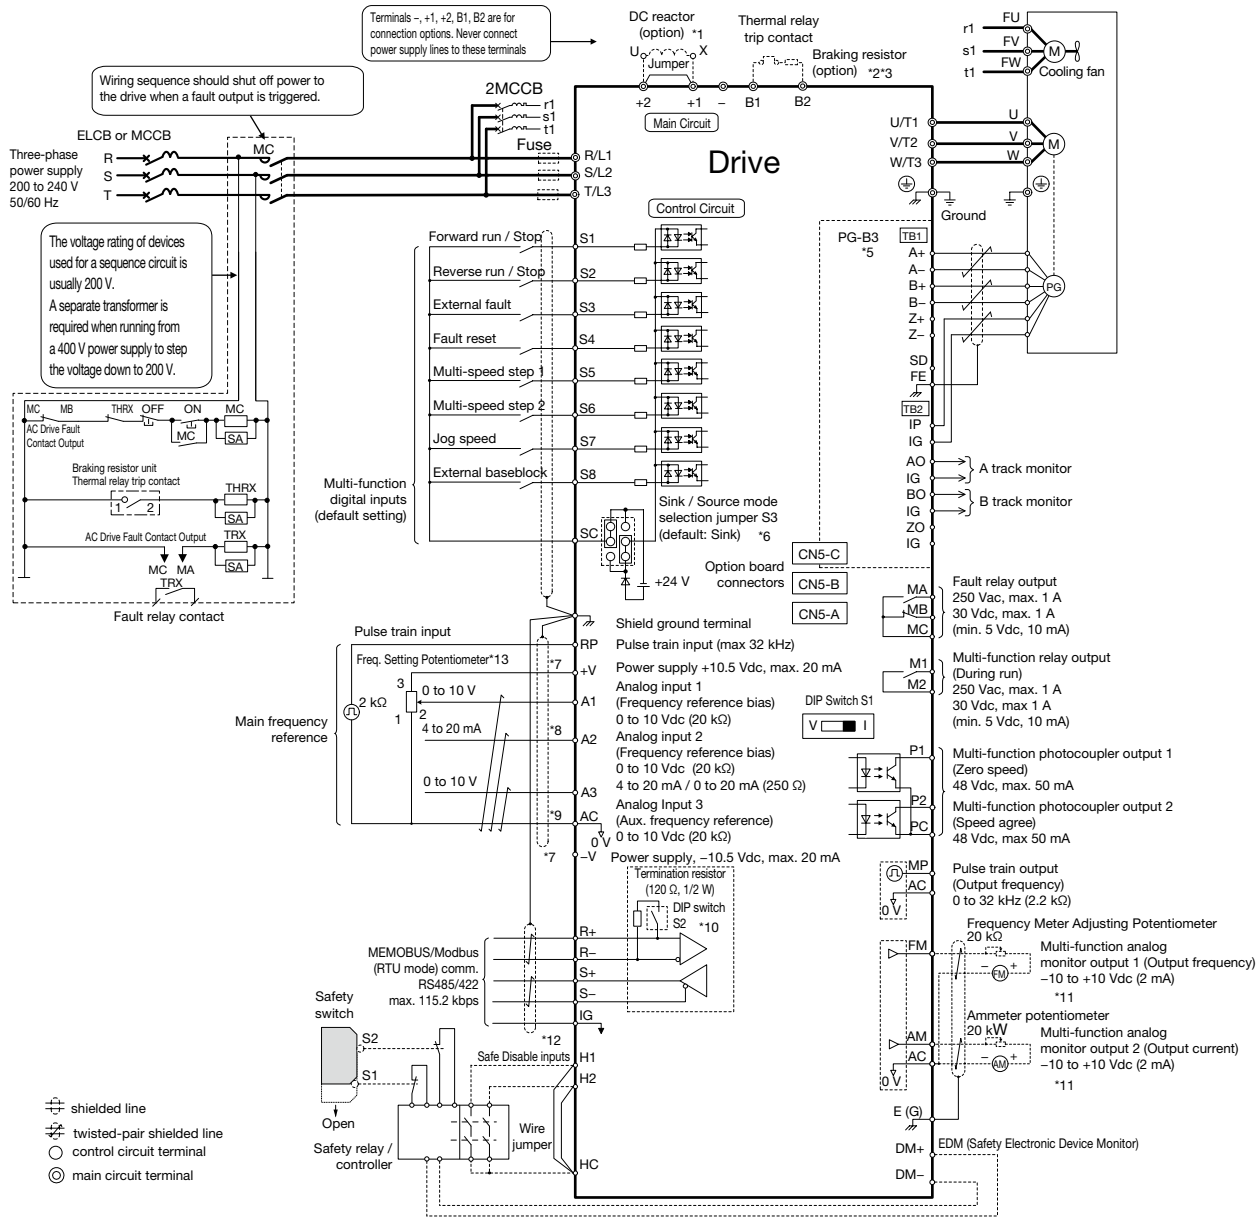 Terminals –, +1, +2, B1, B2 are for
connection options. Never connect
power supply lines to these terminals
DC reactor
(option) *1
U X
Jumper
Thermal relay
trip contact
Braking resistor
(option) *2*3
+2 +1 – B1 B2
Main Circuit
FU
r1
FV
s1
FW
t1
M
Cooling fan
Wiring sequence should shut off power to
the drive when a fault output is triggered.
2MCCB
r1
s1
t1
Fuse
ELCB or MCCB
MC
Three-phase
power supply
200 to 240 V
50/60 Hz
R
S
T
R/L1
S/L2
T/L3
Drive
U/T1
V/T2
W/T3
U
V
W
M
Ground
The voltage rating of devices
used for a sequence circuit is
usually 200 V.
A separate transformer is
required when running from
a 400 V power supply to step
the voltage down to 200 V.
Control Circuit
Forward run / Stop S1
Reverse run / Stop S2
External fault S3
Fault reset S4
Multi-speed step 1 S5
Multi-speed step 2 S6
Jog speed S7
External baseblock S8
Multi-function
digital inputs
(default setting)
SC
Sink / Source mode
selection jumper S3
(default: Sink) *6
+24 V
PG-B3
*5
TB1
A+
A–
B+
B–
Z+
Z–
SD
FE
PG
TB2
IP
IG
AO
IG
BO
IG
ZO
IG
A track monitor
B track monitor
Option board
connectors
CN5-C
CN5-B
CN5-A
MC MB THRX OFF ON MC
AC Drive Fault
Contact Output
MC
SA
Braking resistor unit
Thermal relay trip contact
1 2
THRX
SA
AC Drive Fault Contact Output
TRX
SA
MC MA
TRX
Fault relay contact
MA
MB
MC
Fault relay output
250 Vac, max. 1 A
30 Vdc, max. 1 A
(min. 5 Vdc, 10 mA)
M1
M2
Multi-function relay output
(During run)
250 Vac, max. 1 A
30 Vdc, max 1 A
(min. 5 Vdc, 10 mA)
DIP Switch S1
V I
Shield ground terminal
Pulse train input
RP
Pulse train input (max 32 kHz)
Freq. Setting Potentiometer*13
*7
+V
Power supply +10.5 Vdc, max. 20 mA
2 kΩ
3
1
2
0 to 10 V
A1
Analog input 1
(Frequency reference bias)
0 to 10 Vdc (20 kΩ)
Main frequency
reference
4 to 20 mA
*8
A2
Analog input 2
(Frequency reference bias)
0 to 10 Vdc (20 kΩ)
4 to 20 mA / 0 to 20 mA (250 Ω)
0 to 10 V
A3
Analog Input 3
(Aux. frequency reference)
0 to 10 Vdc (20 kΩ)
*9
AC
0 V
*7
–V
Power supply, –10.5 Vdc, max. 20 mA
P1
Multi-function photocoupler output 1
(Zero speed)
48 Vdc, max. 50 mA
P2
PC
Multi-function photocoupler output 2
(Speed agree)
48 Vdc, max 50 mA
MP
AC
0 V
Pulse train output
(Output frequency)
0 to 32 kHz (2.2 kΩ)
Termination resistor
(120 Ω, 1/2 W)
DIP switch
S2 *10
MEMOBUS/Modbus
(RTU mode) comm.
RS485/422
max. 115.2 kbps
R+
R–
S+
S–
IG
*12
Frequency Meter Adjusting Potentiometer
20 kΩ
FM
– FM +
Multi-function analog
monitor output 1 (Output frequency)
–10 to +10 Vdc (2 mA)
*11
Ammeter potentiometer
20 kW
AM
AC
0 V
– AM +
Multi-function analog
monitor output 2 (Output current)
–10 to +10 Vdc (2 mA)
*11
E (G)
Safety
switch
S2
S1
Open
Safety relay /
controller
Safe Disable inputs
H1
H2
Wire
jumper
HC
DM+
DM–
EDM (Safety Electronic Device Monitor)
shielded line
twisted-pair shielded line
control circuit terminal
main circuit terminal